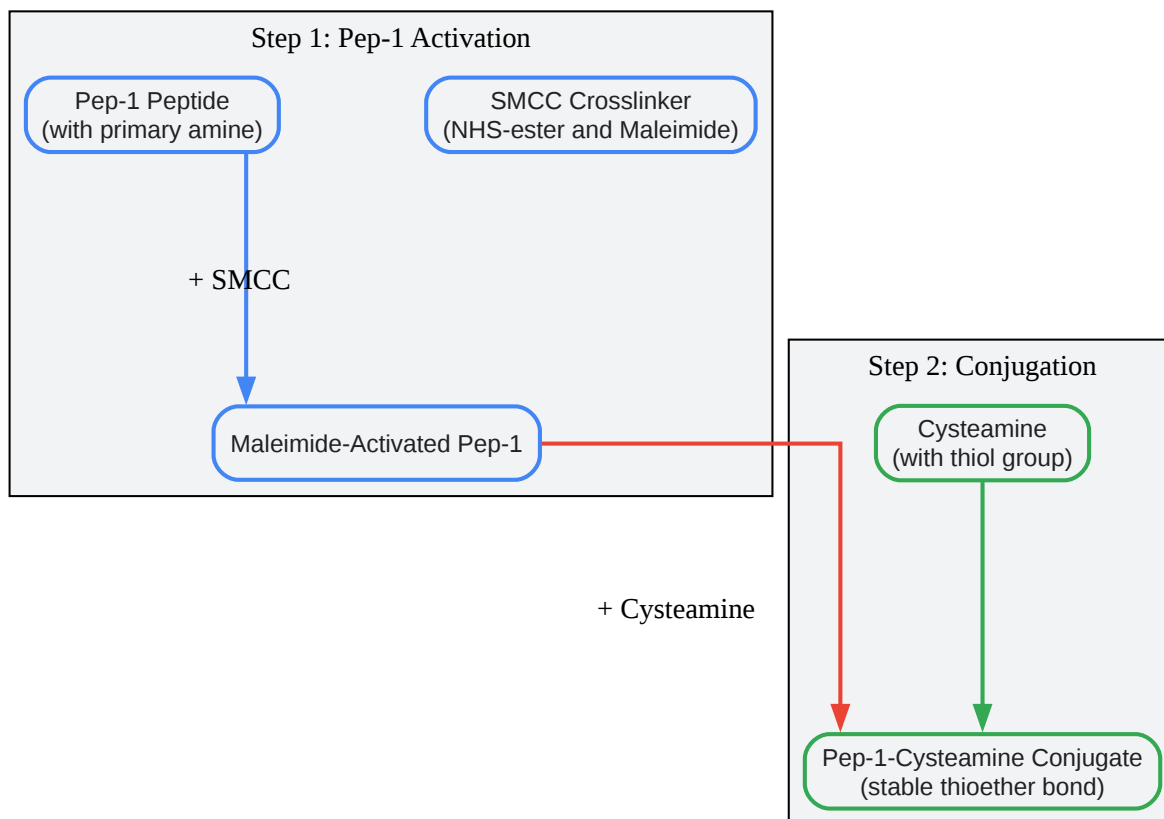 Step 1: Pep-1 Activation
Pep-1 Peptide
(with primary amine)
SMCC Crosslinker
(NHS-ester and Maleimide)
+ SMCC
Maleimide-Activated Pep-1
Step 2: Conjugation
Cysteamine
(with thiol group)
+ Cysteamine
Pep-1-Cysteamine Conjugate
(stable thioether bond)